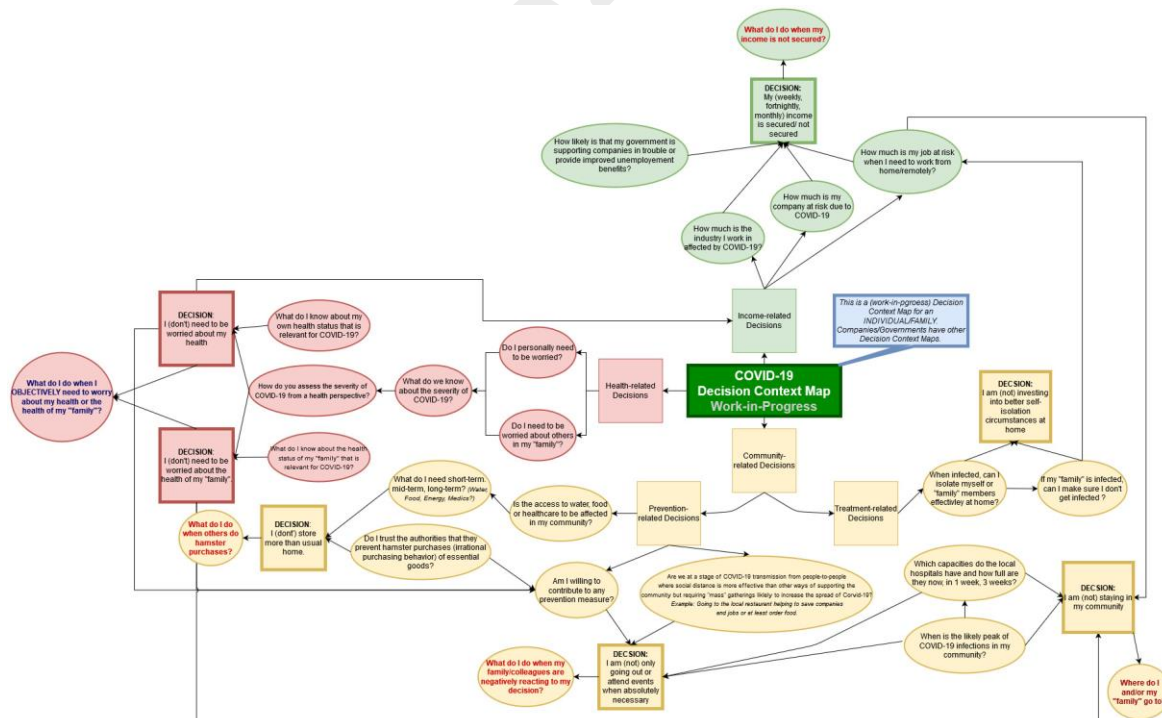 What do I do when my
income is not secured?
DECISION:
My (weekly,
fortnightly,
monthly) income
is secured/ not
secured
How likely is that my government is
supporting companies in trouble or
provide improved unemployement
benefits?
How much is my job at risk
when I need to work from
home/remotely?
How much is my
company at risk due to
COVID-19
How much is the
industry I work in
affected by COVID-19?
Income-related
Decisions
This is a (work-in-pgroess) Decision
Context Map for an
INDIVIDUAL/FAMILY.
Companies/Governments have other
Decision Context Maps.
DECISION:
I (don't) need to be
worried about my
health
What do I know about my
own health status that is
relevant for COVID-19?
Do I personally need
to be worried?
What do I do when I
OBJECTIVELY need to worry
about my health or the
health of my "family"?
How do you assess the severity of
COVID-19 from a health perspective?
What do we know
about the severity of
COVID-19?
Health-related
Decisions
COVID-19
Decision Context Map
Work-in-Progress
DECISION:
I (don't) need to be
worried about the
health of my "family".
What do I know about the health
status of my "family" that is
relevant for COVID-19?
Do I need to be
worried about others
in my "family"?
Community-
related Decisions
DECSION:
I am (not) investing
into better self-
isolation
circumstances at
home
What do I need short-term.
mid-term, long-term? (Water,
Food, Energy, Medics?)
Is the access to water, food
or healthcare to be affected
in my community?
Prevention-
related Decisions
Treatment-related
Decisions
When infected, can I
isolate myself or
"family" members
effectivley at home?
If my "family" is infected,
can I make sure I don't
get infected ?
What do I do
when others do
hamster
purchases?
DECISION:
I (dont') store
more than usual
home.
Do I trust the authorities that they
prevent hamster purchases (irrational
purchasing behavior) of essential
goods?
Am I willing to
contribute to any
prevention measure?
Are we at a stage of COVID-19 transmission from people-to-people
where social distance is more effective than other ways of supporting the
community but requiring "mass" gatherings likely to increase the spread of Corvid-19?
Example: Going to the local restaurant helping to save companies
and jobs or at least order food.
Which capacities do the local
hospitals have and how full are
they now, in 1 week, 3 weeks?
DECSION:
I am (not) staying in
my community
When is the likely peak of
COVID-19 infections in my
community?
What do I do when my
family/colleagues are
negatively reacting to my
decision?
DECSION:
I am (not) only
going out or
attend events
when absolutely
necessary
Where do I
and/or my
"family" go to